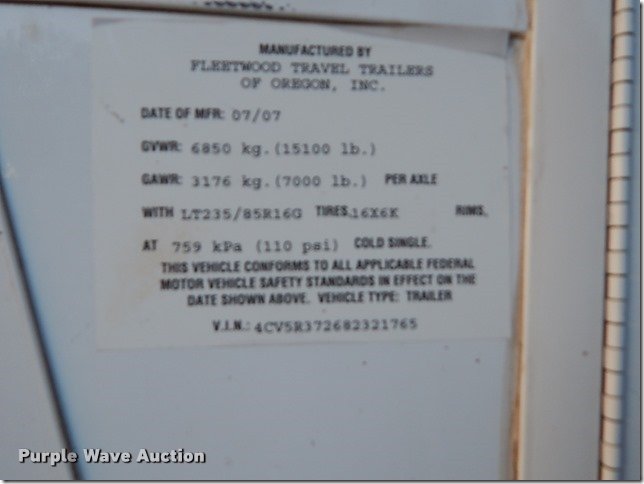 MANUFACTURED BY
FLEETWOOD TRAVEL TRAILERS
OF OREGON, INC.
DATE OF MFR: 07/07
GVWR: 6850 kg.(15100 lb.)
GAWR: 3176 kg.(7000 lb.) PER AXLE
WITH LT235/85R16G TIRES, 16X6K RIMS,
AT 759 kPa (110 psi) COLD SINGLE.
THIS VEHICLE CONFORMS TO ALL APPLICABLE FEDERAL
MOTOR VEHICLE SAFETY STANDARDS IN EFFECT ON THE
DATE SHOWN ABOVE. VEHICLE TYPE: TRAILER
V.I.N.: 4CV5R372682321765
Purple Wave Auction